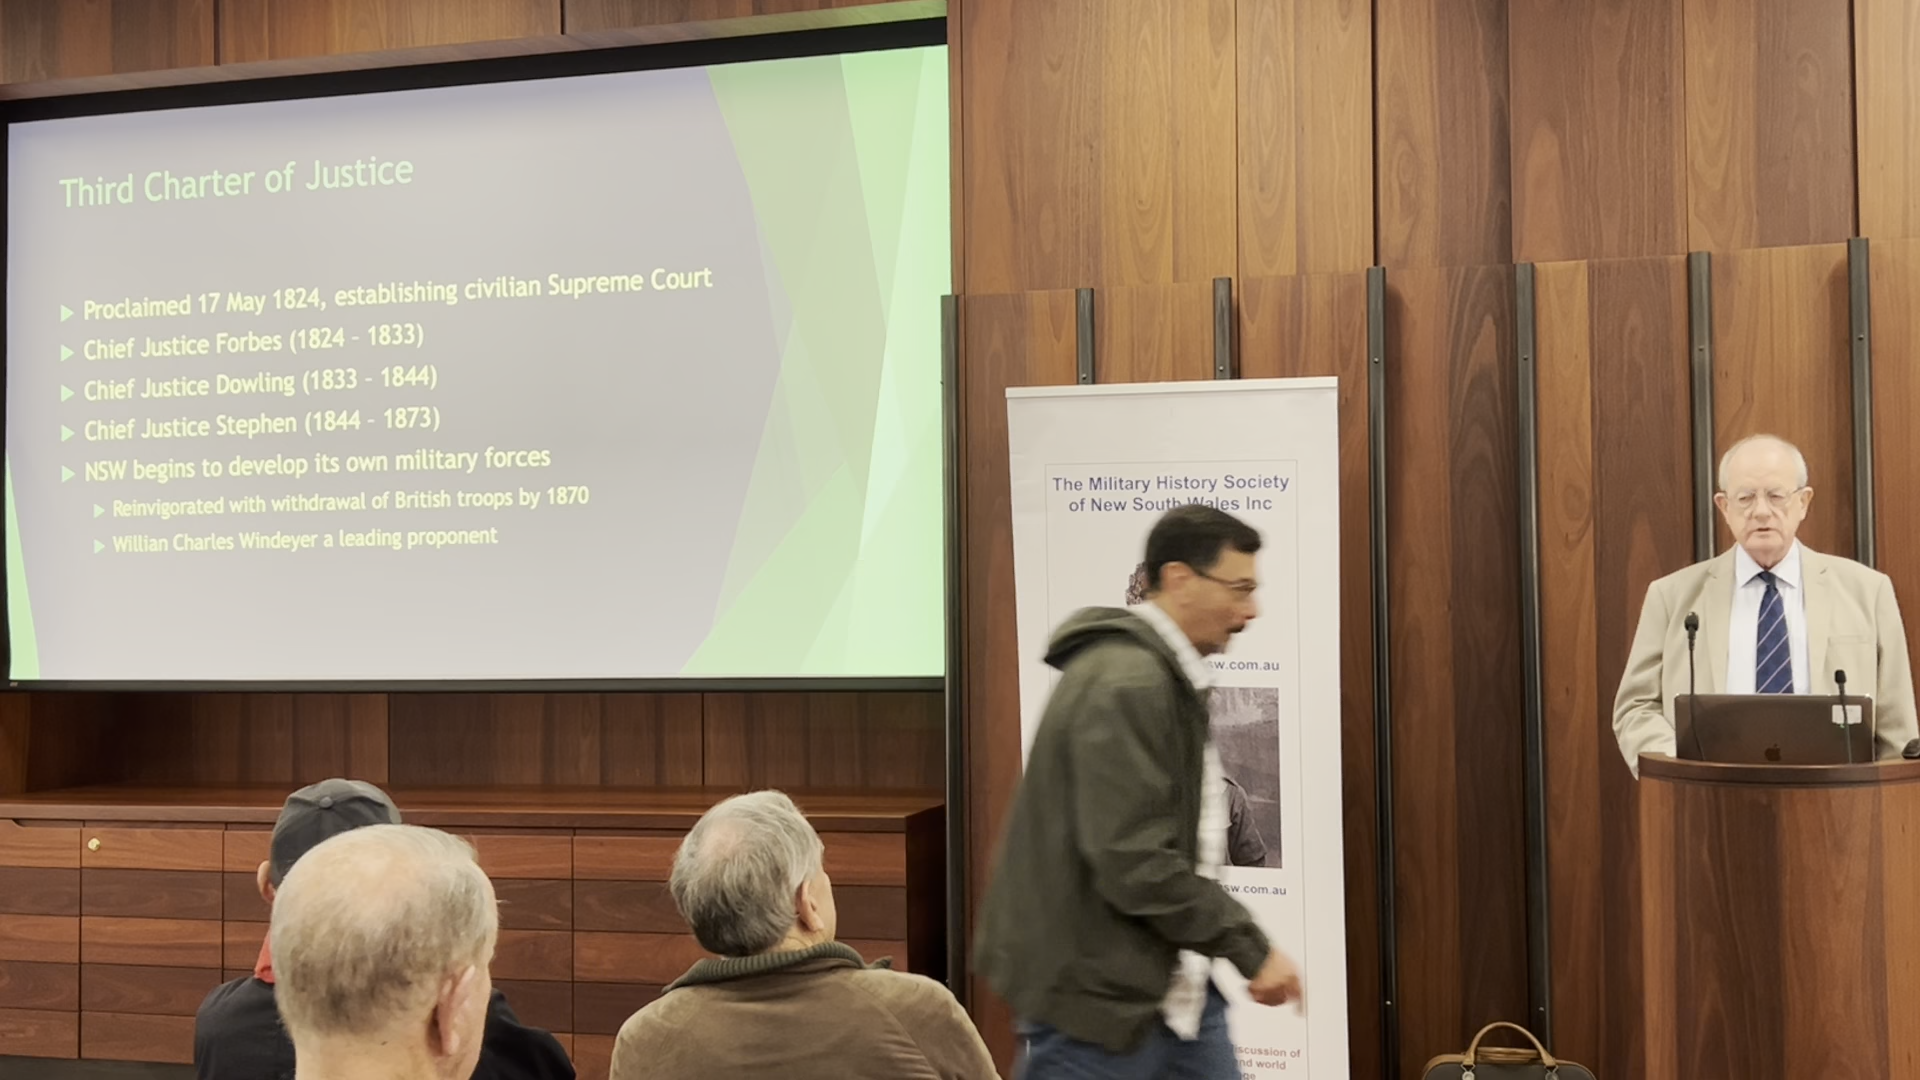 Third Charter of Justice
Proclaimed 17 May 1824, establishing civilian Supreme Court
Chief Justice Forbes (1824 - 1833)
Chief Justice Dowling (1833 - 1844)
Chief Justice Stephen (1844 - 1873)
NSW begins to develop its own military forces
Reinvigorated with withdrawal of British troops by 1870
Willian Charles Windeyer a leading proponent
The Military History Society
of New South Wales Inc
sw.com.au
sw.com.au
iscussion of
nd world